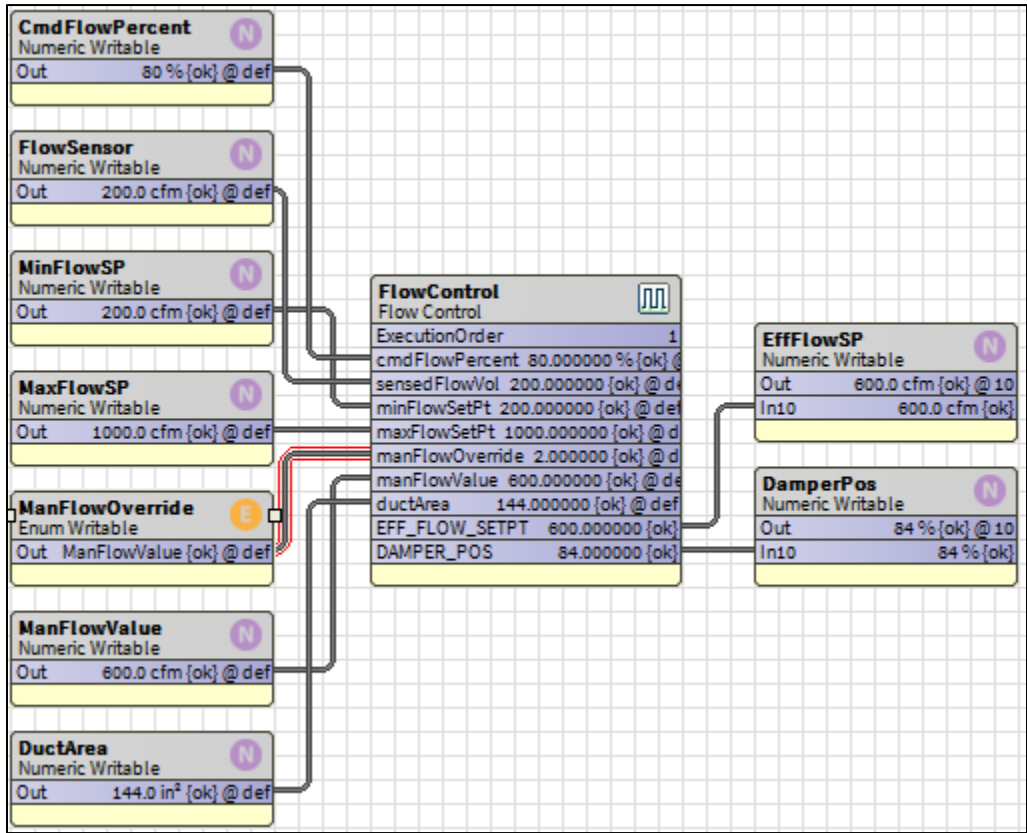 CmdFlowPercent
N
Numeric Writable
Out 80 % {ok} @ def
FlowSensor
N
Numeric Writable
Out 200.0 cfm {ok} @ def
MinFlowSP
N
Numeric Writable
Out 200.0 cfm {ok} @ def
MaxFlowSP
N
Numeric Writable
Out 1000.0 cfm {ok} @ def
ManFlowOverride
E
Enum Writable
Out ManFlowValue {ok} @ def
ManFlowValue
N
Numeric Writable
Out 600.0 cfm {ok} @ def
DuctArea
N
Numeric Writable
Out 144.0 in² {ok} @ def
FlowControl
Flow Control
ExecutionOrder 1
cmdFlowPercent 80.000000 % {ok} @
sensedFlowVol 200.000000 {ok} @ de
minFlowSetPt 200.000000 {ok} @ def
maxFlowSetPt 1000.000000 {ok} @ d
manFlowOverride 2.000000 {ok} @ d
manFlowValue 600.000000 {ok} @ de
ductArea 144.000000 {ok} @ def
EFF_FLOW_SETPT 600.000000 {ok}
DAMPER_POS 84.000000 {ok}
EffFlowSP
N
Numeric Writable
Out 600.0 cfm {ok} @ 10
In10 600.0 cfm {ok}
DamperPos
N
Numeric Writable
Out 84 % {ok} @ 10
In10 84 % {ok}